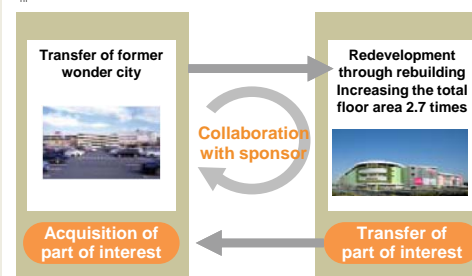 Transfer of former
wonder city
Redevelopment
through rebuilding
Increasing the total
floor area 2.7 times
Collaboration
with sponsor
Acquisition of
part of interest
Transfer of
part of interest